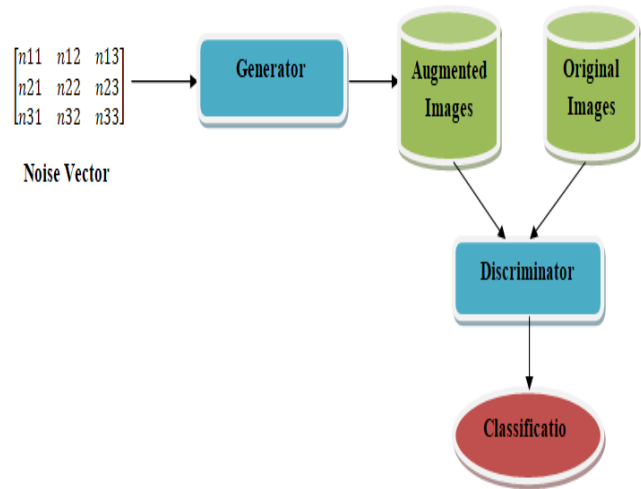 n11 n12 n13
n21 n22 n23
n31 n32 n33
Noise Vector
Generator
Augmented
Images
Original
Images
Discriminator
Classificatio